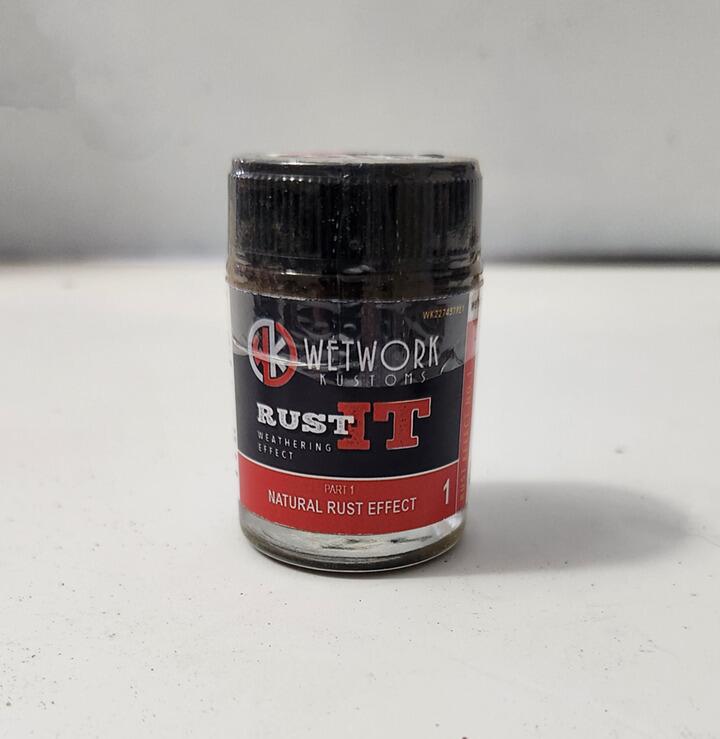 WETWORK
KUSTOMS
RUST IT
WEATHERING
EFFECT
PART 1
NATURAL RUST EFFECT
1